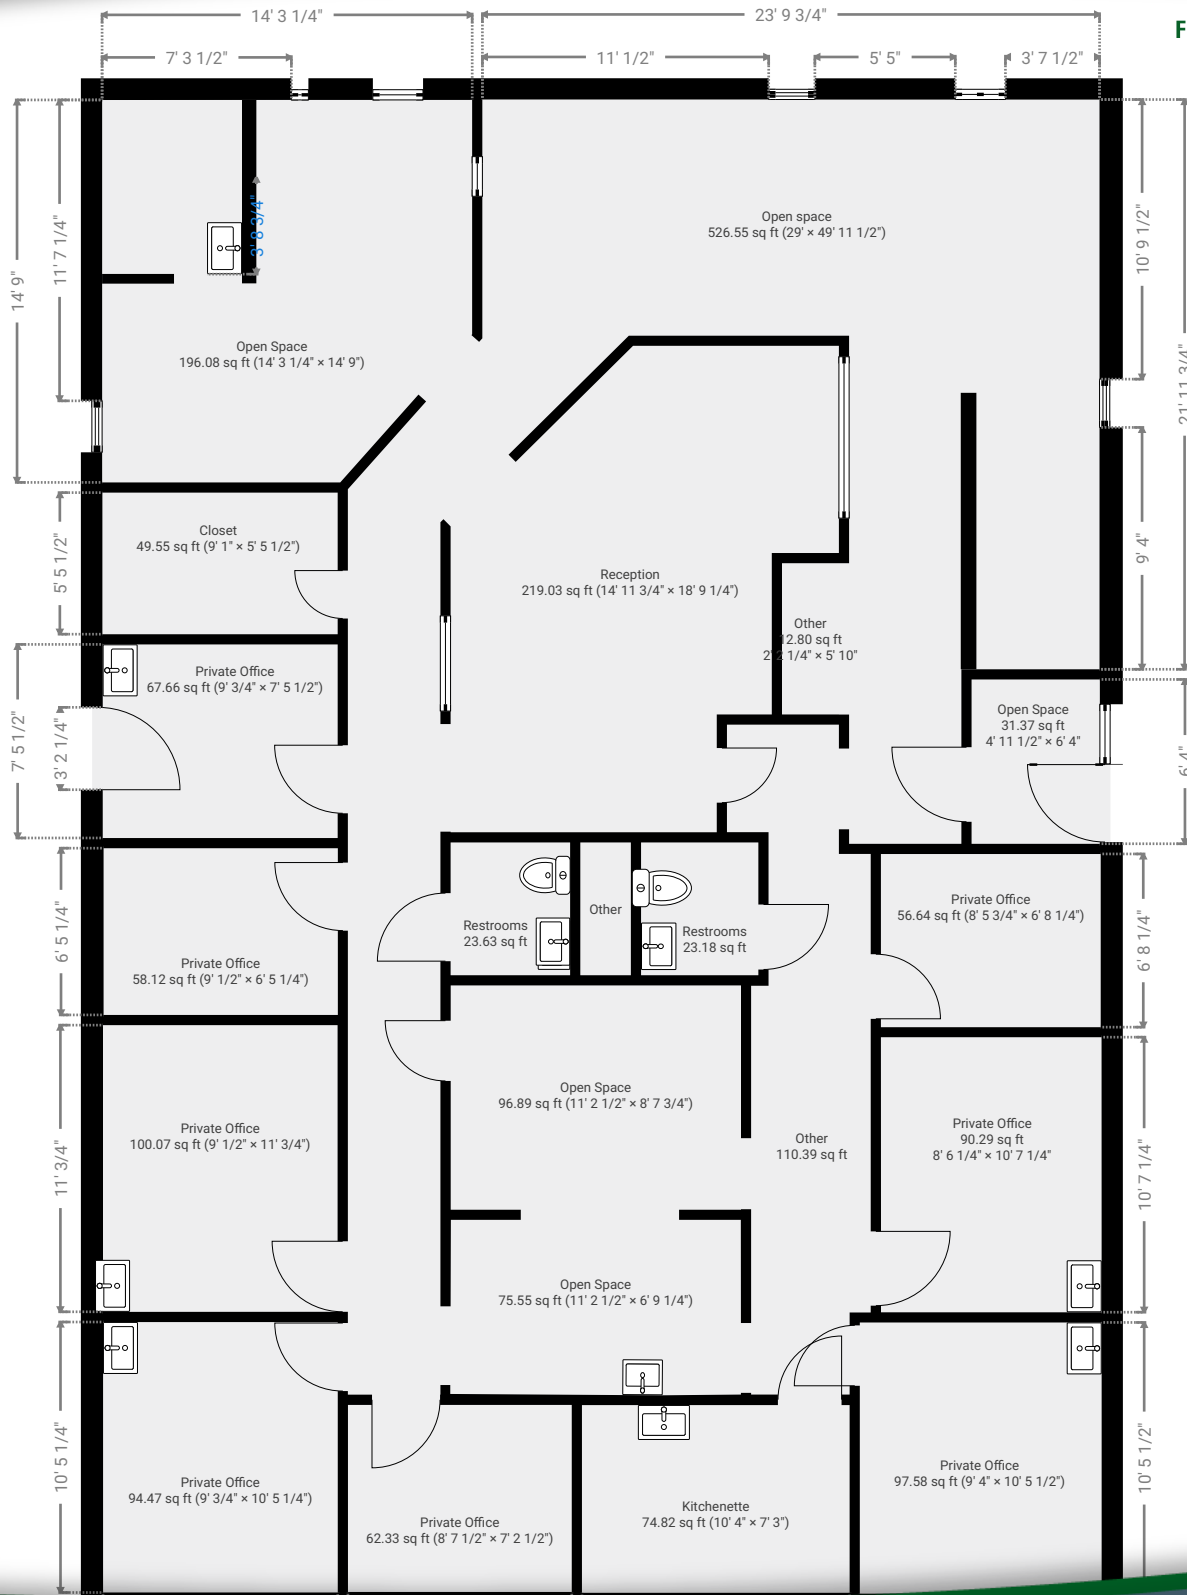 14' 3 1/4"
23' 9 3/4"
F
7' 3 1/2"
11' 1/2"
5' 5"
3' 7 1/2"
14' 9"
11' 7 1/4"
3' 8 3/4"
10' 9 1/2"
21' 11 3/4"
Open space
526.55 sq ft (29' × 49' 11 1/2")
Open Space
196.08 sq ft (14' 3 1/4" × 14' 9")
9' 4"
5' 5 1/2"
Closet
49.55 sq ft (9' 1" × 5' 5 1/2")
Reception
219.03 sq ft (14' 11 3/4" × 18' 9 1/4")
Other
12.80 sq ft
2' 2 1/4" × 5' 10"
7' 5 1/2"
3' 2 1/4"
Private Office
67.66 sq ft (9' 3/4" × 7' 5 1/2")
Open Space
31.37 sq ft
4' 11 1/2" × 6' 4"
6' 4"
6' 5 1/4"
Private Office
58.12 sq ft (9' 1/2" × 6' 5 1/4")
Restrooms
23.63 sq ft
Other
Restrooms
23.18 sq ft
Private Office
56.64 sq ft (8' 5 3/4" × 6' 8 1/4")
6' 8 1/4"
11' 3/4"
Private Office
100.07 sq ft (9' 1/2" × 11' 3/4")
Open Space
96.89 sq ft (11' 2 1/2" × 8' 7 3/4")
Other
110.39 sq ft
Private Office
90.29 sq ft
8' 6 1/4" × 10' 7 1/4"
10' 7 1/4"
Open Space
75.55 sq ft (11' 2 1/2" × 6' 9 1/4")
10' 5 1/4"
Private Office
94.47 sq ft (9' 3/4" × 10' 5 1/4")
Private Office
62.33 sq ft (8' 7 1/2" × 7' 2 1/2")
Kitchenette
74.82 sq ft (10' 4" × 7' 3")
Private Office
97.58 sq ft (9' 4" × 10' 5 1/2")
10' 5 1/2"